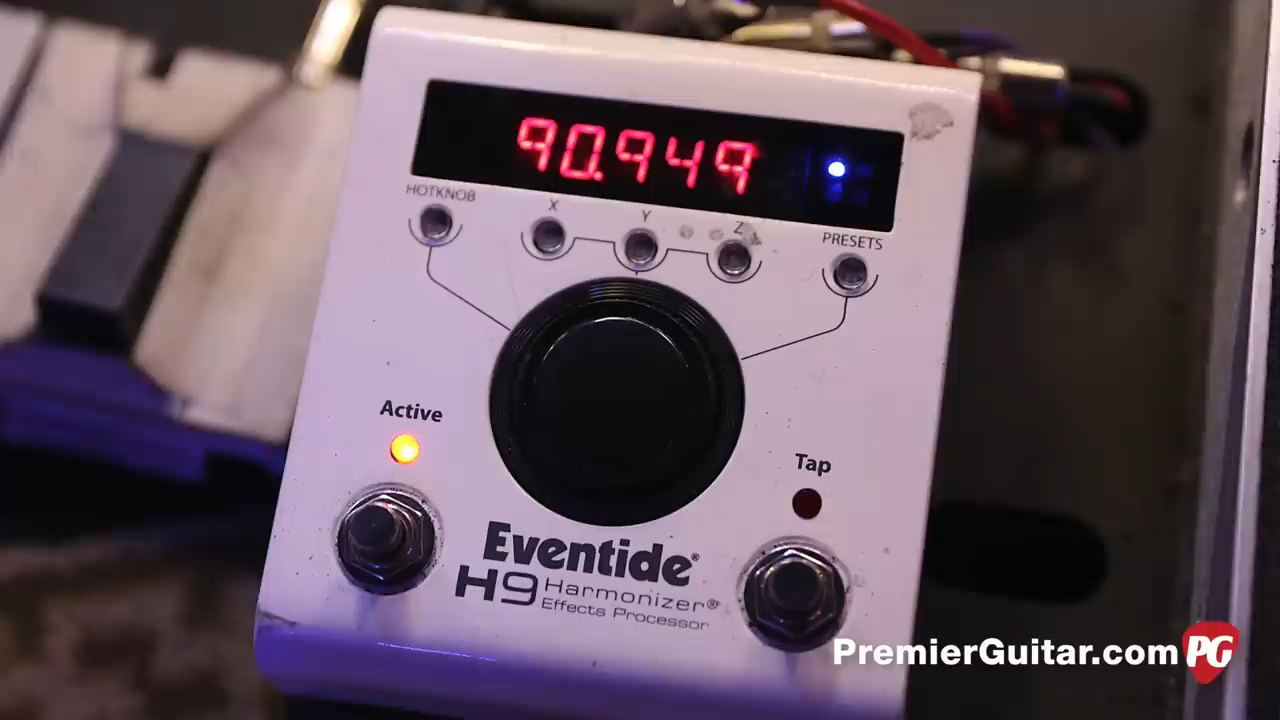 90.949
HOTKNOB
X
Y
Z
PRESETS
Active
Tap
Eventide®
H9 Harmonizer®
Effects Processor
PremierGuitar.com PG